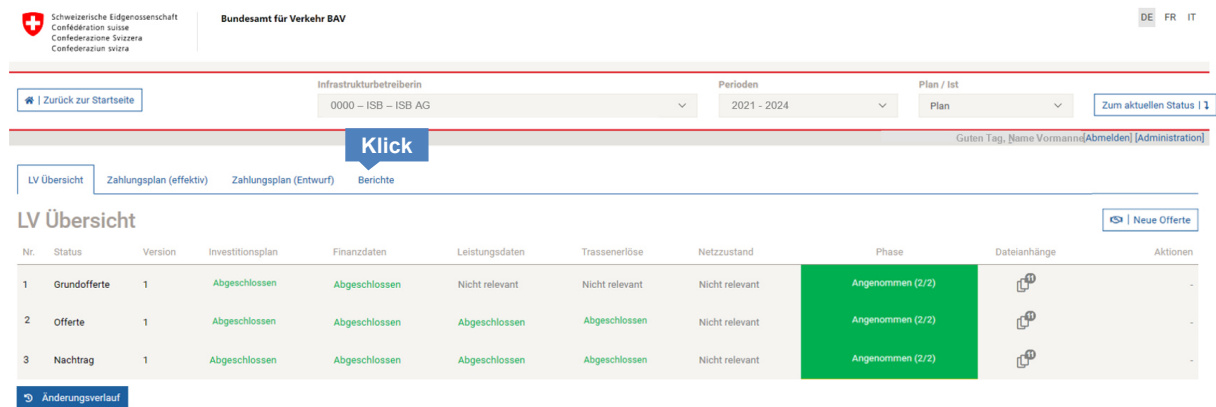 Schweizerische Eidgenossenschaft
Confédération suisse
Confederazione Svizzera
Confederaziun svizra
Bundesamt für Verkehr BAV
DE FR IT
Infrastrukturbetreiberin Perioden Plan / Ist
| Zurück zur Startseite 0000 – ISB – ISB AG 2021 - 2024 Plan Zum aktuellen Status |
Guten Tag, Name Vormanne[Abmelden] [Administration]
Klick
LV Übersicht Zahlungsplan (effektiv) Zahlungsplan (Entwurf) Berichte
LV Übersicht
| Neue Offerte
Nr. Status Version Investitionsplan Finanzdaten Leistungsdaten Trassenerlöse Netzzustand Phase Dateianhänge Aktionen
1 Grundofferte 1 Abgeschlossen Abgeschlossen Nicht relevant Nicht relevant Nicht relevant Angenommen (2/2) 11 -
2 Offerte 1 Abgeschlossen Abgeschlossen Abgeschlossen Abgeschlossen Nicht relevant Angenommen (2/2) 11 -
3 Nachtrag 1 Abgeschlossen Abgeschlossen Abgeschlossen Abgeschlossen Nicht relevant Angenommen (2/2) 11 -
Änderungsverlauf